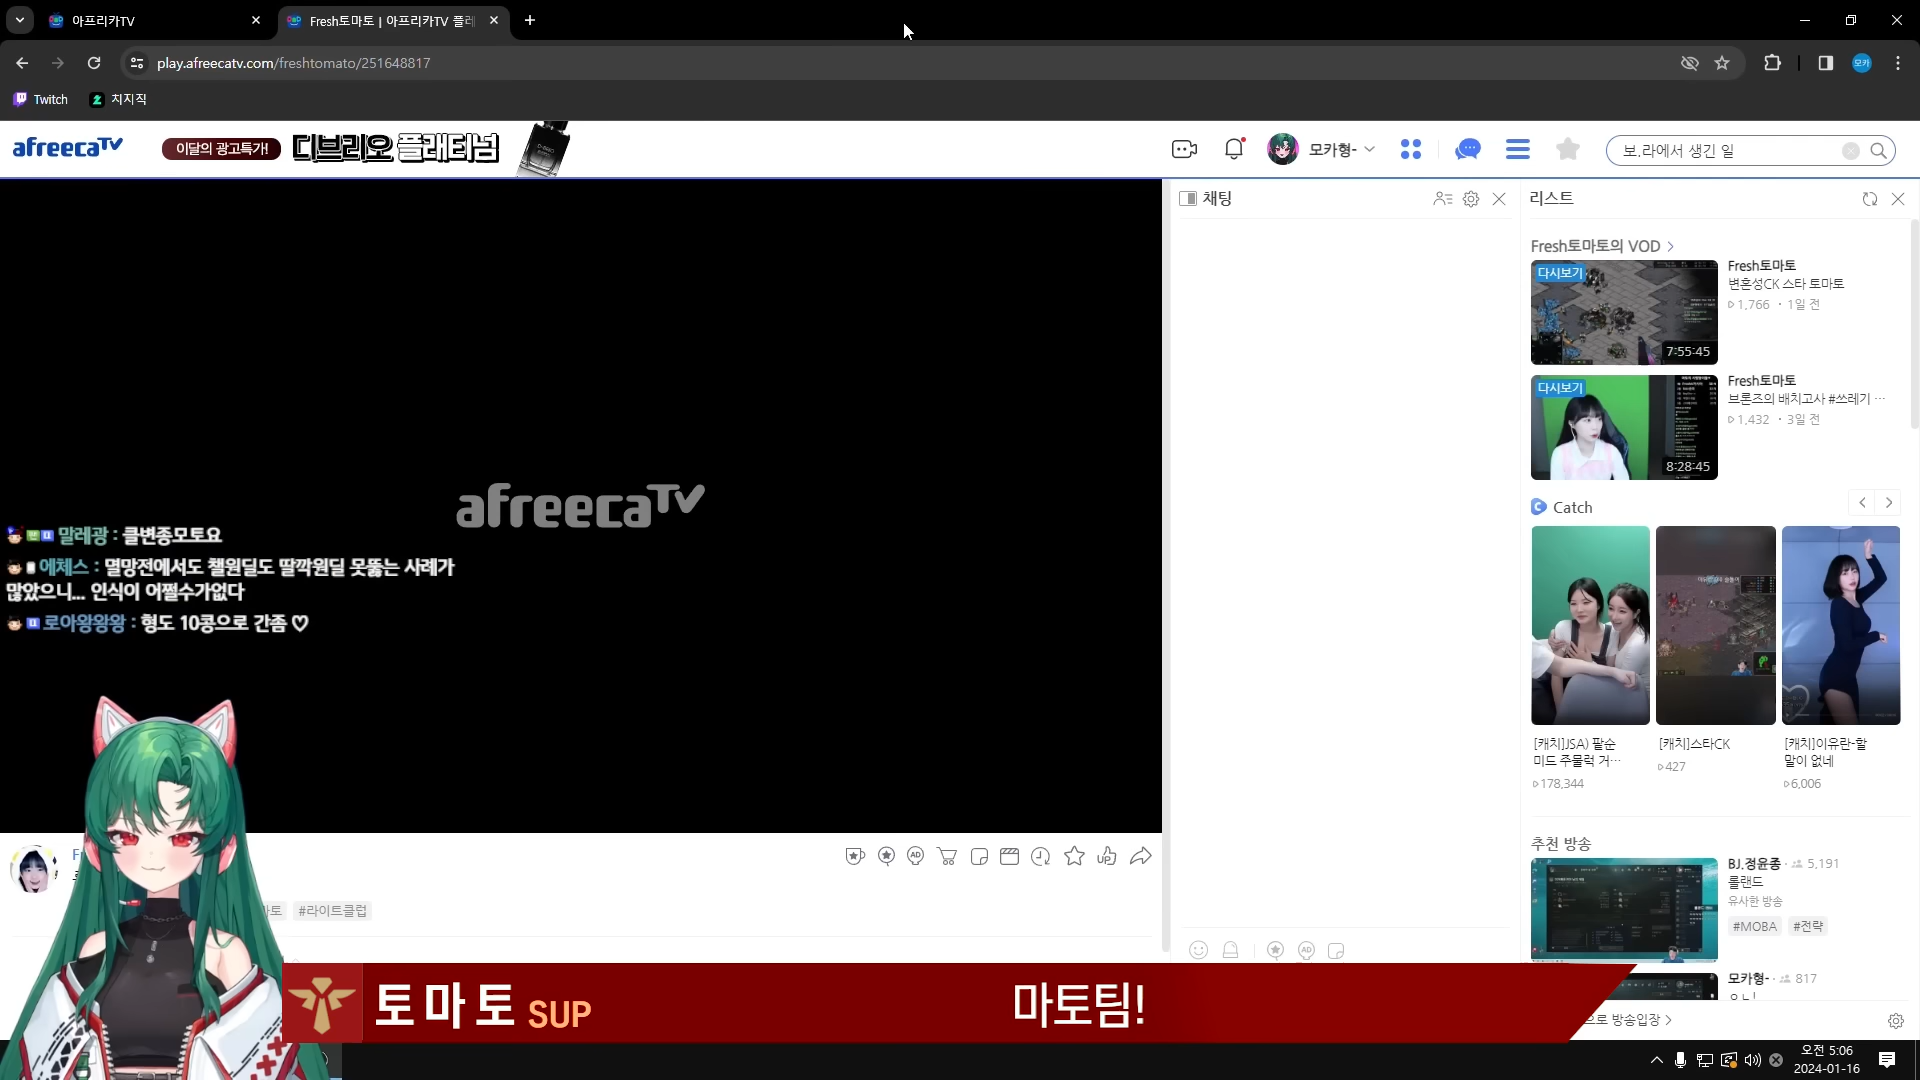 아프리카TV
Fresh토마토 | 아프리카TV 플레
play.afreecatv.com/freshtomato/251648817
모카
Twitch
치지직
afreecaTV
이달의 광고특가!
디브리오 플래티넘
모카형-
보.라에서 생긴 일
채팅
리스트
Fresh토마토의 VOD
다시보기
7:55:45
Fresh토마토
변혼성CK 스타 토마토
1,766 · 1일 전
다시보기
8:28:45
Fresh토마토
브론즈의 배치고사 #쓰레기 ...
1,432 · 3일 전
Catch
afreecaTV
말레광 : 클변종모토요
에체스 : 멸망전에서도 챌원딜도 딸깍원딜 못뚫는 사례가
많았으니... 인식이 어쩔수가없다
로아왕왕왕 : 형도 10콩으로 간좀 ♡
[캐치]JSA) 팥순
미드 주물럭 거...
178,344
[캐치]스타CK
427
[캐치]이유란-할
말이 없네
6,006
추천 방송
BJ.정윤종 · 5,191
롤랜드
유사한 방송
#MOBA
#전략
모카형- · 817
마토
#라이트클럽
토마토 SUP
마토팀!
으로 방송입장
오전 5:06
2024-01-16